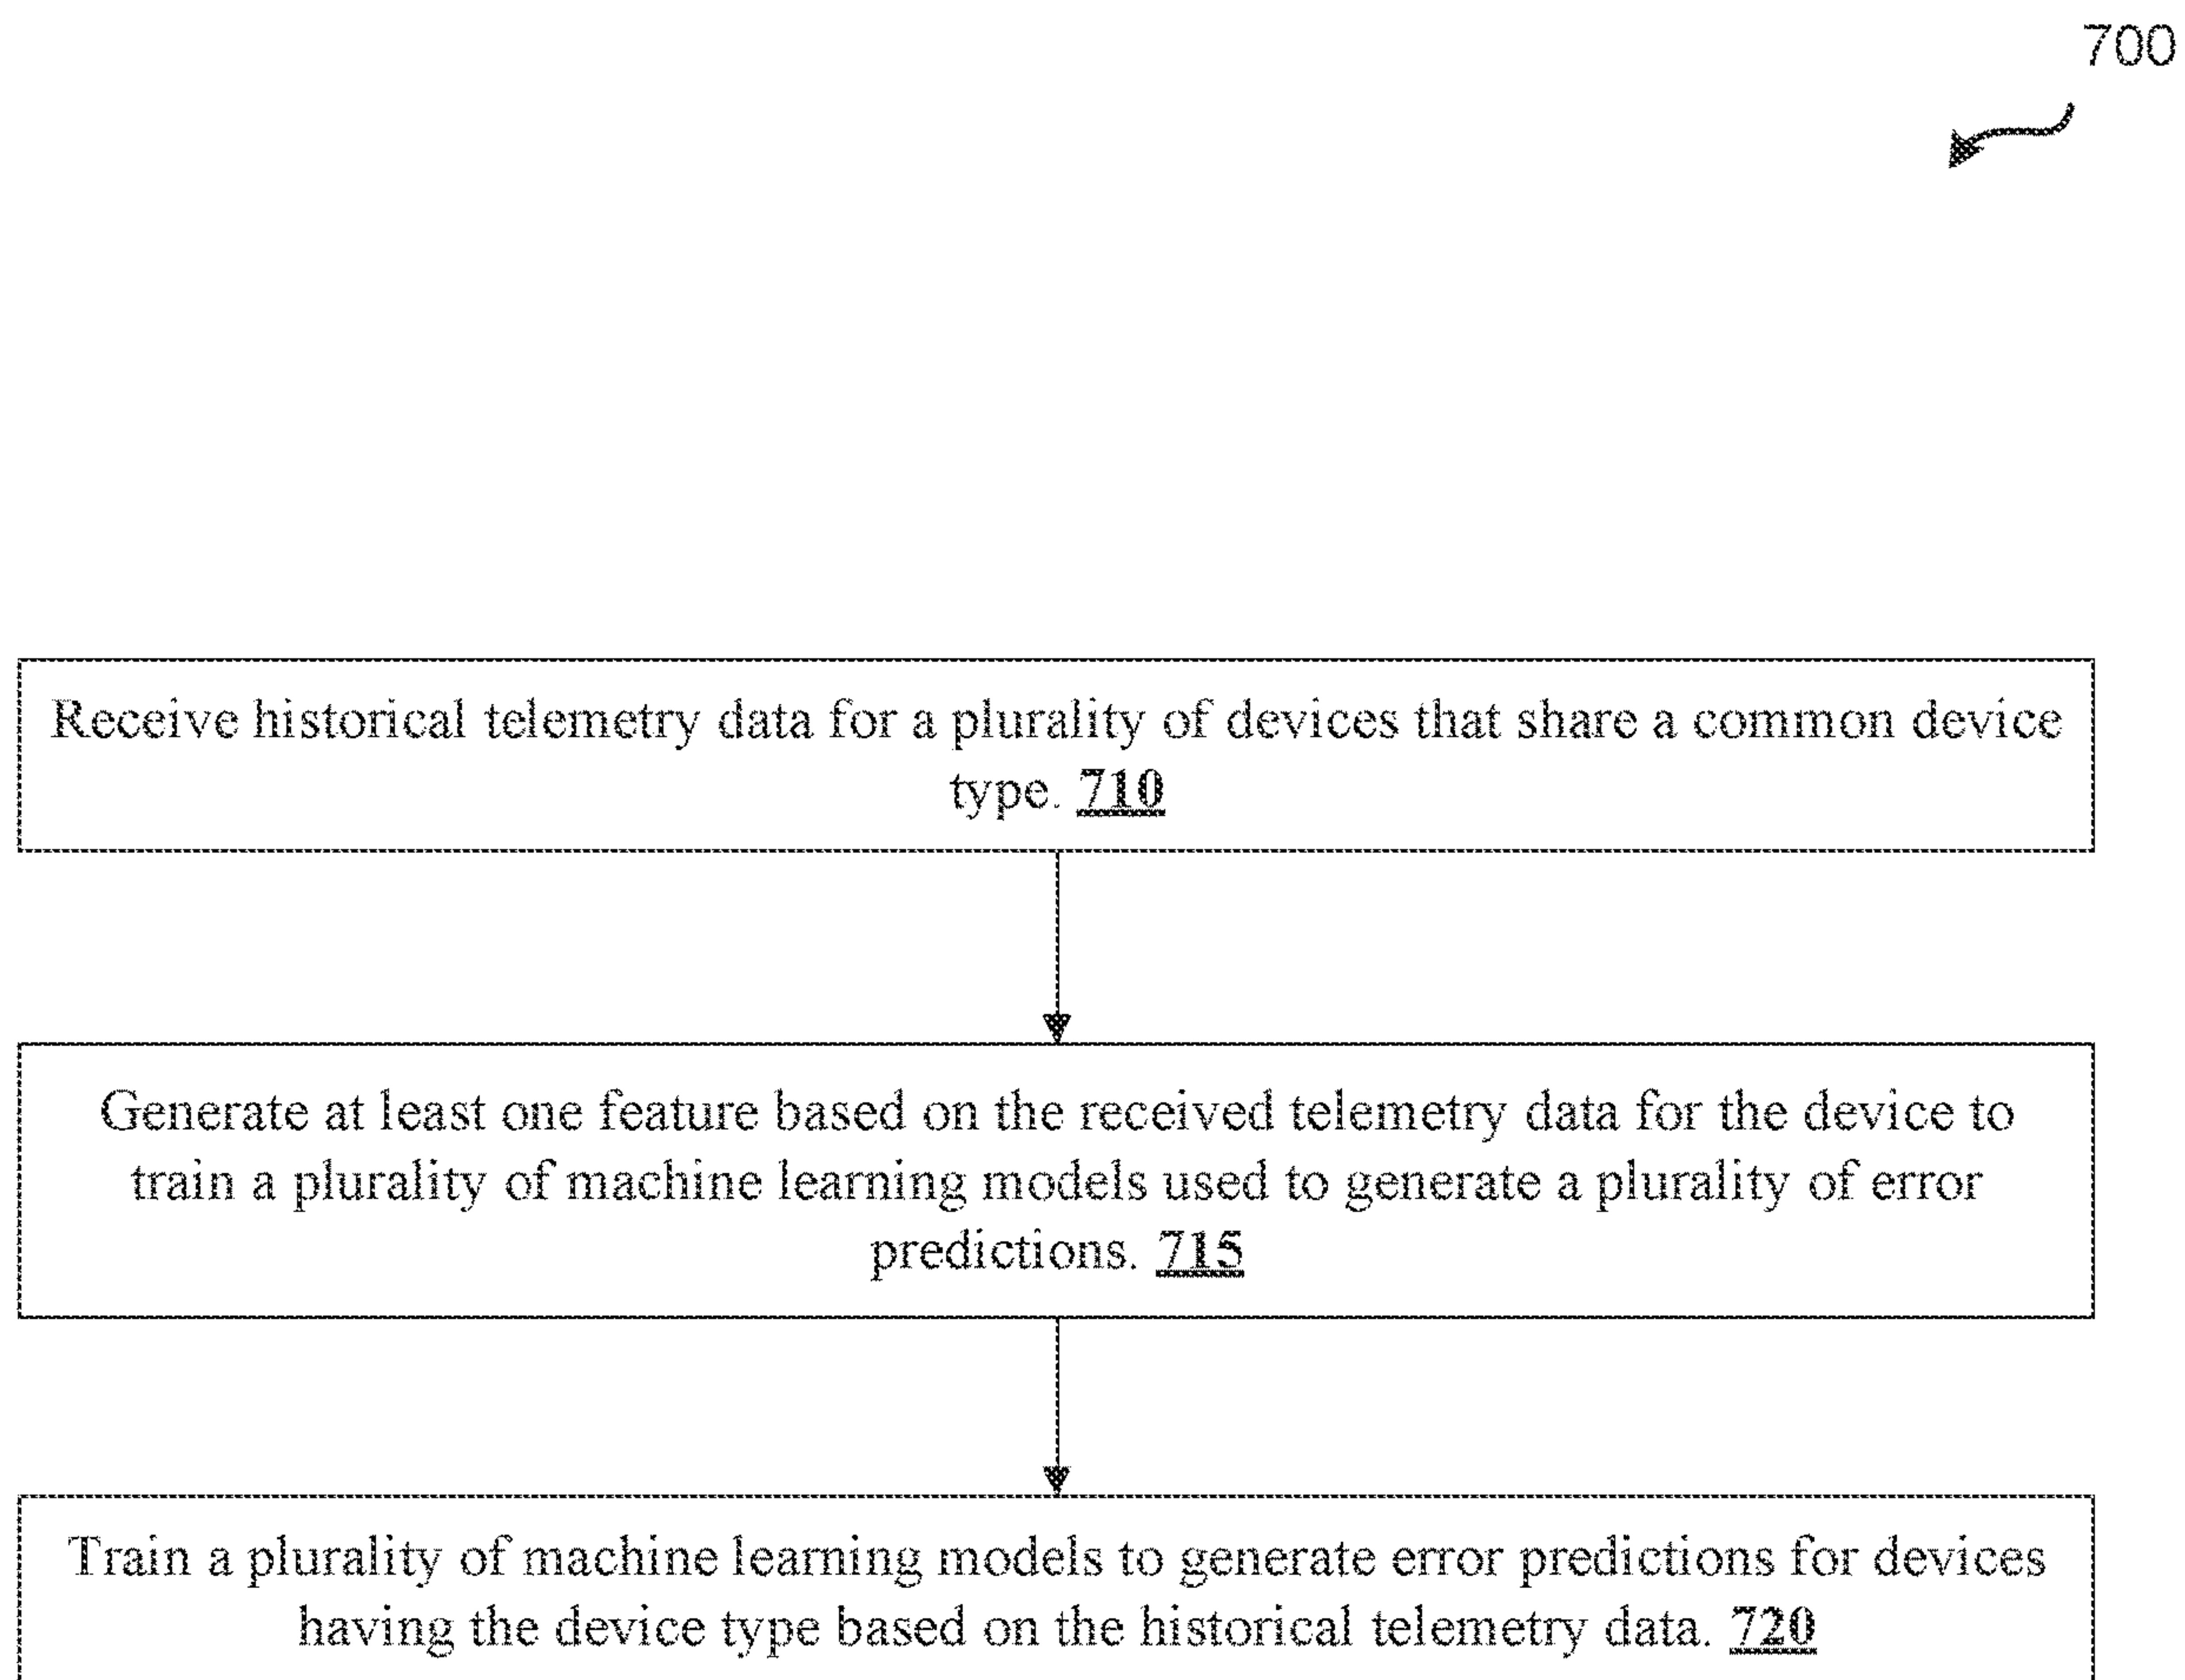 700
Receive historical telemetry data for a plurality of devices that share a common device
type. 710
Generate at least one feature based on the received telemetry data for the device to
train a plurality of machine learning models used to generate a plurality of error
predictions. 715
Train a plurality of machine learning models to generate error predictions for devices
having the device type based on the historical telemetry data. 720